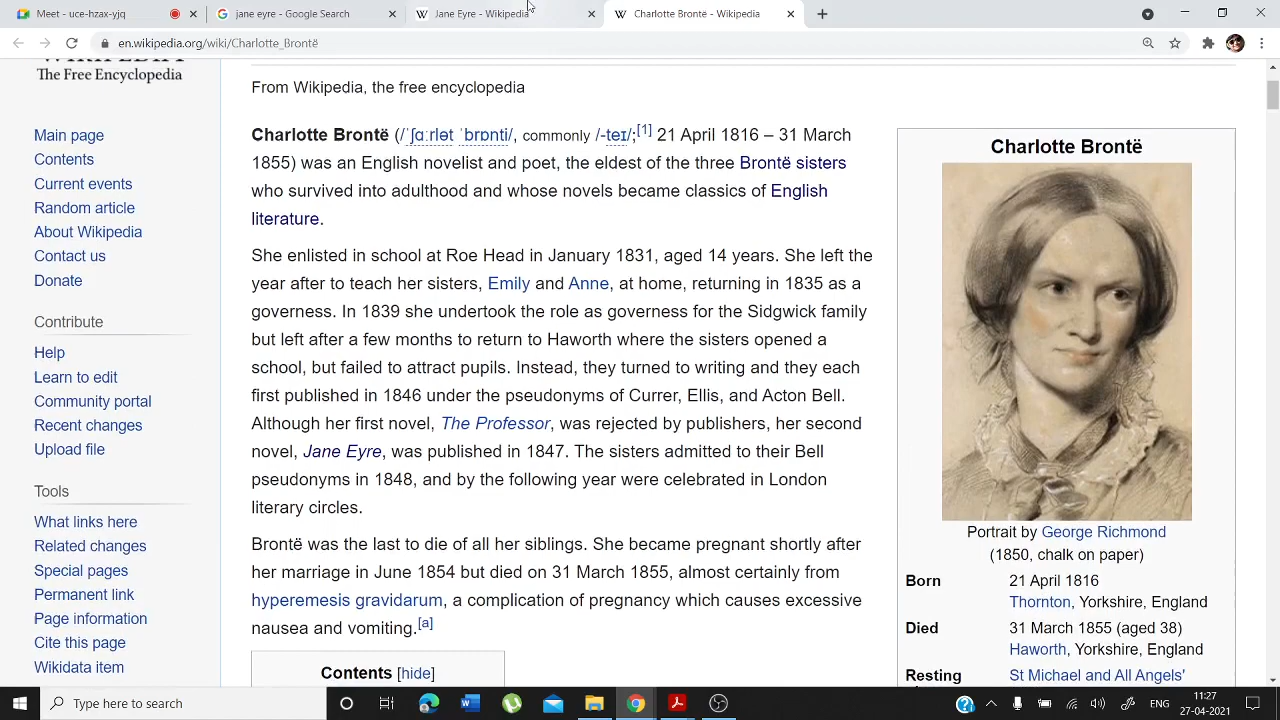 Meet - uce-hzax-yjq
jane eyre - Google Search
Jane Eyre - Wikipedia
Charlotte Brontë - Wikipedia
en.wikipedia.org/wiki/Charlotte_Brontë
WIKIPEDIA
The Free Encyclopedia
Main page
Contents
Current events
Random article
About Wikipedia
Contact us
Donate
Contribute
Help
Learn to edit
Community portal
Recent changes
Upload file
Tools
What links here
Related changes
Special pages
Permanent link
Page information
Cite this page
Wikidata item
From Wikipedia, the free encyclopedia
Charlotte Brontë (/ˈʃɑːrlət ˈbrɒnti/, commonly /-teɪ/;[1] 21 April 1816 – 31 March
1855) was an English novelist and poet, the eldest of the three Brontë sisters
who survived into adulthood and whose novels became classics of English
literature.
She enlisted in school at Roe Head in January 1831, aged 14 years. She left the
year after to teach her sisters, Emily and Anne, at home, returning in 1835 as a
governess. In 1839 she undertook the role as governess for the Sidgwick family
but left after a few months to return to Haworth where the sisters opened a
school, but failed to attract pupils. Instead, they turned to writing and they each
first published in 1846 under the pseudonyms of Currer, Ellis, and Acton Bell.
Although her first novel, The Professor, was rejected by publishers, her second
novel, Jane Eyre, was published in 1847. The sisters admitted to their Bell
pseudonyms in 1848, and by the following year were celebrated in London
literary circles.
Brontë was the last to die of all her siblings. She became pregnant shortly after
her marriage in June 1854 but died on 31 March 1855, almost certainly from
hyperemesis gravidarum, a complication of pregnancy which causes excessive
nausea and vomiting.[a]
Contents [hide]
Charlotte Brontë
Portrait by George Richmond
(1850, chalk on paper)
Born 21 April 1816
Thornton, Yorkshire, England
Died 31 March 1855 (aged 38)
Haworth, Yorkshire, England
Resting St Michael and All Angels'
Type here to search
ENG
11:27
27-04-2021